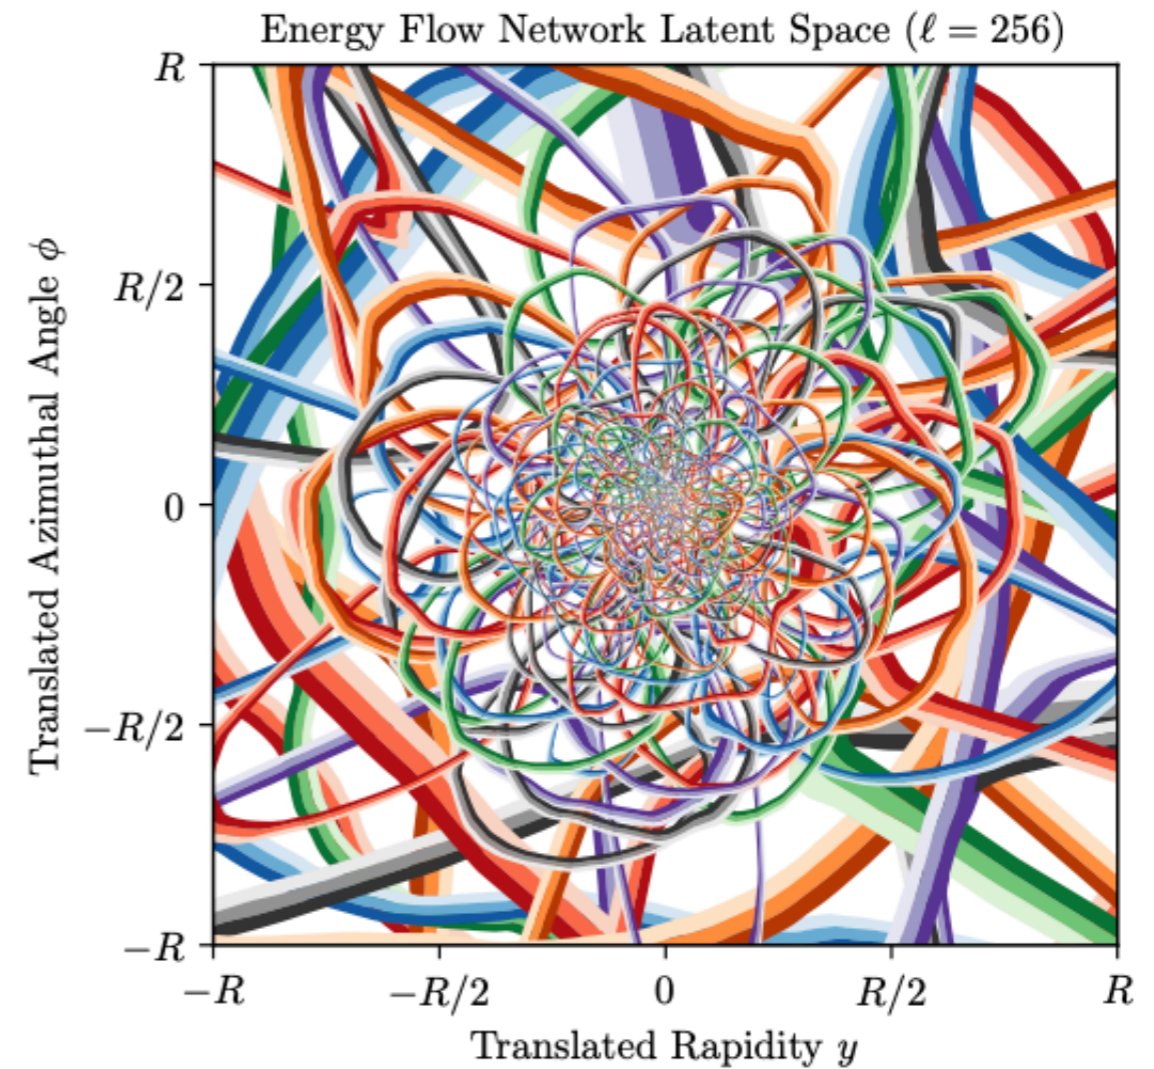 Energy Flow Network Latent Space (ℓ = 256)
Translated Azimuthal Angle ϕ
R
R/2
0
−R/2
−R
−R
−R/2
0
R/2
R
Translated Rapidity y